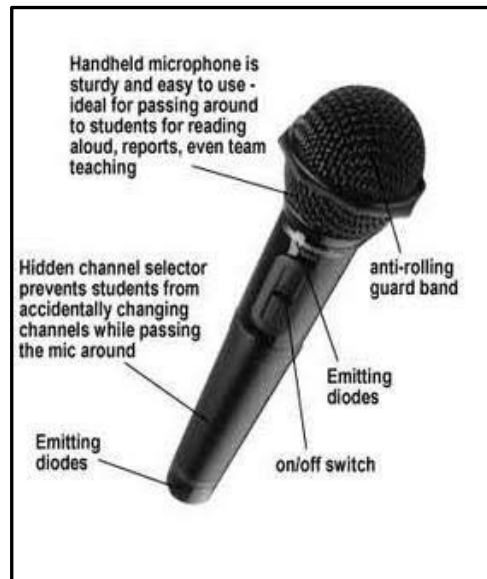 Handheld microphone is
sturdy and easy to use -
ideal for passing around
to students for reading
aloud, reports, even team
teaching
anti-rolling
guard band
Hidden channel selector
prevents students from
accidentally changing
channels while passing
the mic around
Emitting
diodes
Emitting
diodes
on/off switch